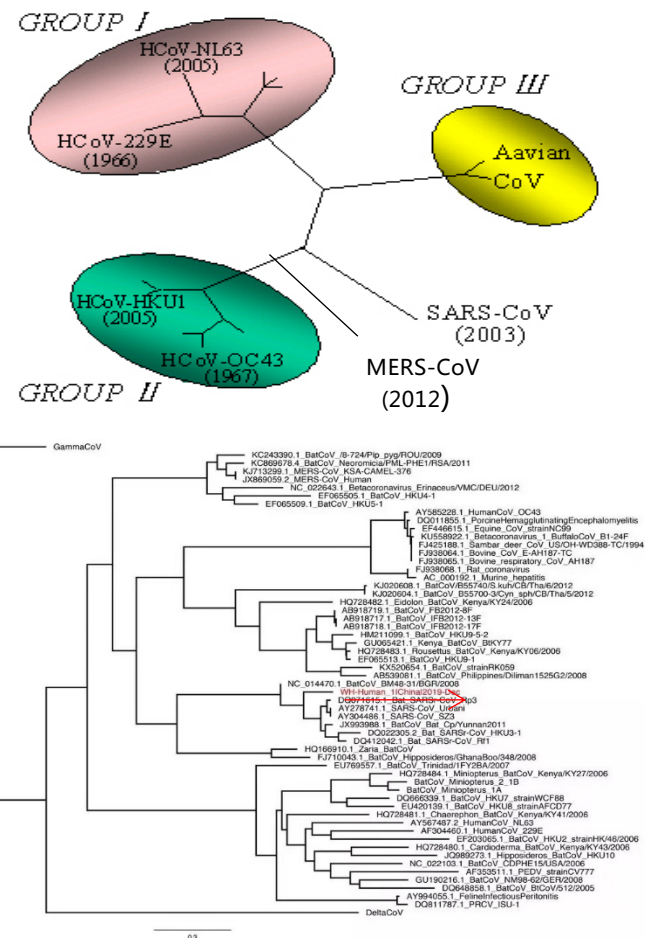 GROUP I
HCoV-NL63
(2005)
GROUP III
HCoV-229E
(1966)
Aavian
CoV
HCoV-HKU1
(2005)
SARS-CoV
(2003)
HCoV-OC43
(1967)
MERS-CoV
(2012)
GROUP II
GammaCoV
KC243390.1_BatCoV_/8-724/Pip_pyg/ROU/2009
KC869678.4_BatCoV_Neoromicia/PML-PHE1/RSA/2011
KJ713299.1_MERS-CoV_KSA-CAMEL-376
JX869059.2_MERS-CoV_Human
NC_022643.1_Betacoronavirus_Erinaceus/VMC/DEU/2012
EF065505.1_BatCoV_HKU4-1
EF065509.1_BatCoV_HKU5-1
AY585228.1_HumanCoV_OC43
DQ011855.1_PorcineHemagglutinatingEncephalomyelitis
EF446615.1_Equine_CoV_strainNC99
KU558922.1_Betacoronavirus_1_BuffaloCoV_B1-24F
FJ425188.1_Sambar_deer_CoV_US/OH-WD388-TC/1994
FJ938064.1_Bovine_CoV_E-AH187-TC
FJ938065.1_Bovine_respiratory_CoV_AH187
FJ938068.1_Rat_coronavirus
AC_000192.1_Murine_hepatitis
KJ020608.1_BatCoV/B55740/S.kuh/CB/Tha/6/2012
KJ020604.1_BatCoV_B55700-3/Cyn_sph/CB/Tha/5/2012
HQ728482.1_Eidolon_BatCoV_Kenya/KY24/2006
AB918719.1_BatCoV_FB2012-8F
AB918717.1_BatCoV_IFB2012-13F
AB918718.1_BatCoV_IFB2012-17F
HM211099.1_BatCoV_HKU9-5-2
GU065421.1_Kenya_BatCoV_BtKY77
HQ728483.1_Rousettus_BatCoV_Kenya/KY06/2006
EF065513.1_BatCoV_HKU9-1
KX520654.1_BatCoV_strainRK059
AB539081.1_BatCoV_Philippines/Diliman1525G2/2008
NC_014470.1_BatCoV_BM48-31/BGR/2008
WH-Human_1|China|2019-Dec
DQ071615.1_Bat_SARSr-CoV_Rp3
AY278741.1_SARS-CoV_Urbani
AY304486.1_SARS-CoV_SZ3
JX993988.1_BatCoV_Bat_Cp/Yunnan2011
DQ022305.2_Bat_SARSr-CoV_HKU3-1
DQ412042.1_Bat_SARSr-CoV_Rf1
HQ166910.1_Zaria_BatCoV
FJ710043.1_BatCoV_Hipposideros/GhanaBoo/348/2008
EU769557.1_BatCoV_Trinidad/1FY2BA/2007
HQ728484.1_Miniopterus_BatCoV_Kenya/KY27/2006
BatCoV_Miniopterus_2_1B
BatCoV_Miniopterus_1A
DQ666339.1_BatCoV_HKU7_strainWCF88
EU420139.1_BatCoV_HKU8_strainAFCD77
HQ728481.1_Chaerephon_BatCoV_Kenya/KY41/2006
AY567487.2_HumanCoV_NL63
AF304460.1_HumanCoV_229E
EF203065.1_BatCoV_HKU2_strainHK/46/2006
HQ728480.1_Cardioderma_BatCoV_Kenya/KY43/2006
JQ989273.1_Hipposideros_BatCoV_HKU10
NC_022103.1_BatCoV_CDPHE15/USA/2006
AF353511.1_PEDV_strainCV777
GU190216.1_BatCoV_NM98-62/GER/2008
DQ648858.1_BatCoV_BtCoV/512/2005
AY994055.1_FelineInfectiousPeritonitis
DQ811787.1_PRCV_ISU-1
DeltaCoV